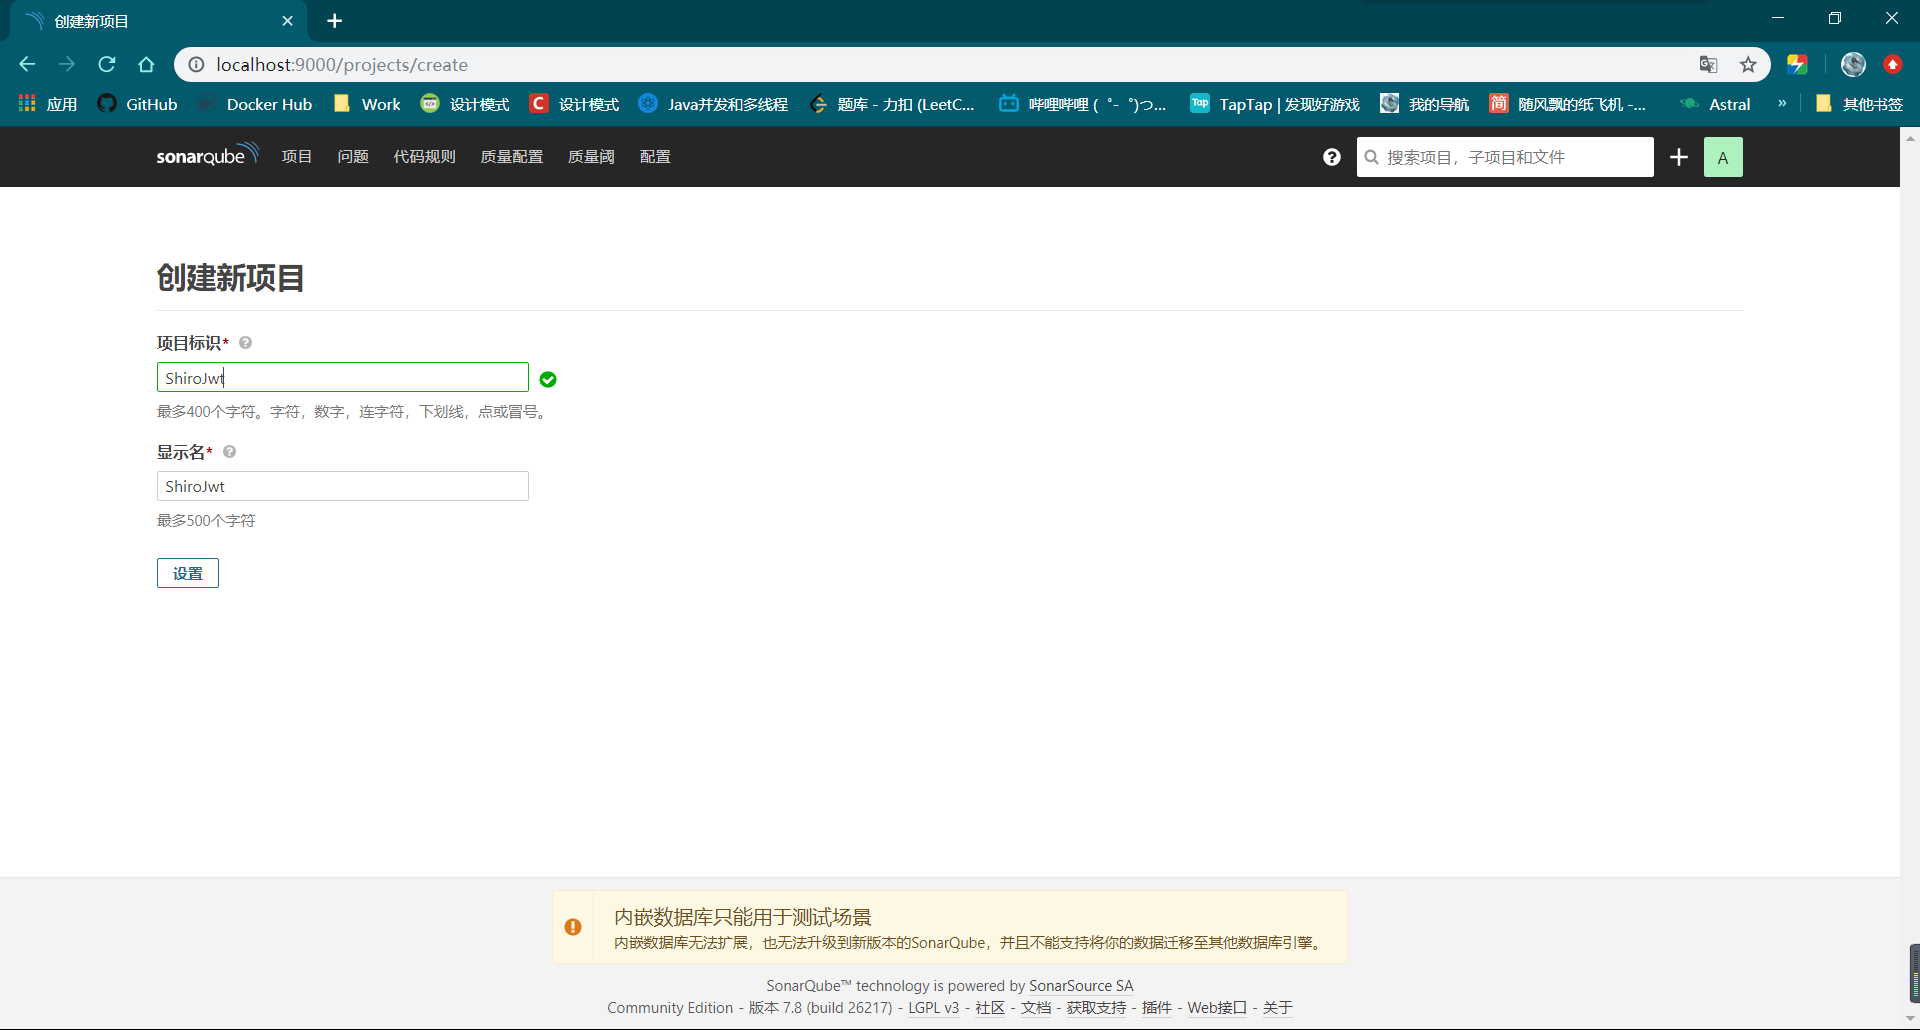 创建新项目
localhost:9000/projects/create
应用 GitHub Docker Hub Work 设计模式 C 设计模式 Java并发和多线程 题库 - 力扣 (LeetC... 哔哩哔哩 (゜-゜)つ... Tap TapTap | 发现好游戏 我的导航 简 随风飘的纸飞机 -... Astral » 其他书签
sonarqube 项目 问题 代码规则 质量配置 质量阈 配置 搜索项目，子项目和文件 A
创建新项目
项目标识*
ShiroJwt
最多400个字符。字符，数字，连字符，下划线，点或冒号。
显示名*
ShiroJwt
最多500个字符
设置
内嵌数据库只能用于测试场景
内嵌数据库无法扩展，也无法升级到新版本的SonarQube，并且不能支持将你的数据迁移至其他数据库引擎。
SonarQube™ technology is powered by SonarSource SA
Community Edition - 版本 7.8 (build 26217) - LGPL v3 - 社区 - 文档 - 获取支持 - 插件 - Web接口 - 关于